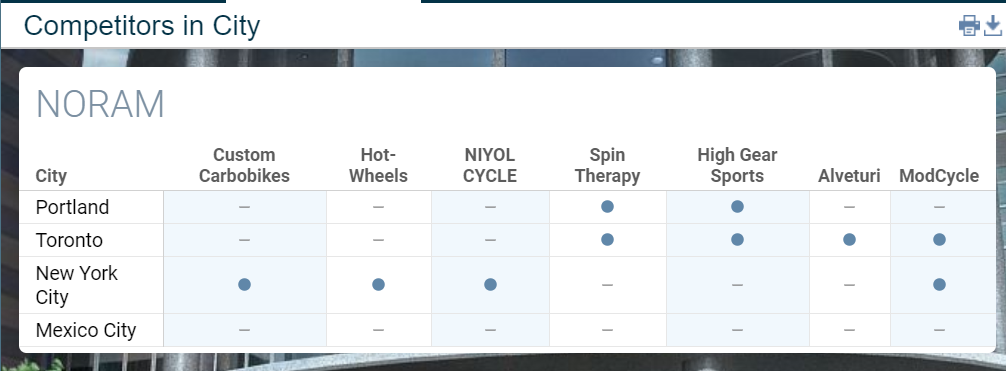 Competitors in City
NORAM
City Custom Carbobikes Hot-Wheels NIYOL CYCLE Spin Therapy High Gear Sports Alveturi ModCycle
Portland – – – ● ● – –
Toronto – – – ● ● ● ●
New York City ● ● ● – – – ●
Mexico City – – – – – – –